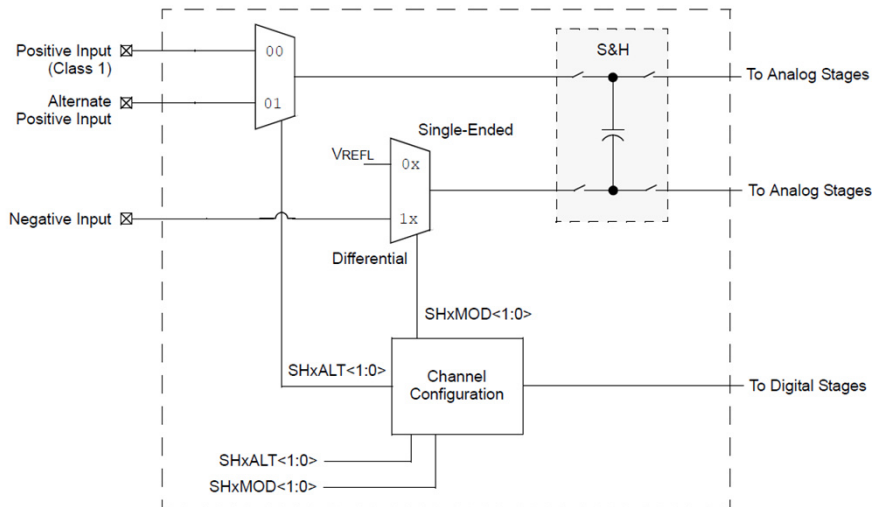 Positive Input
(Class 1)
00
S&H
To Analog Stages
Alternate
Positive Input
01
Single-Ended
VREFL
0x
To Analog Stages
Negative Input
1x
Differential
SHxMOD<1:0>
SHxALT<1:0>
Channel
Configuration
To Digital Stages
SHxALT<1:0>
SHxMOD<1:0>